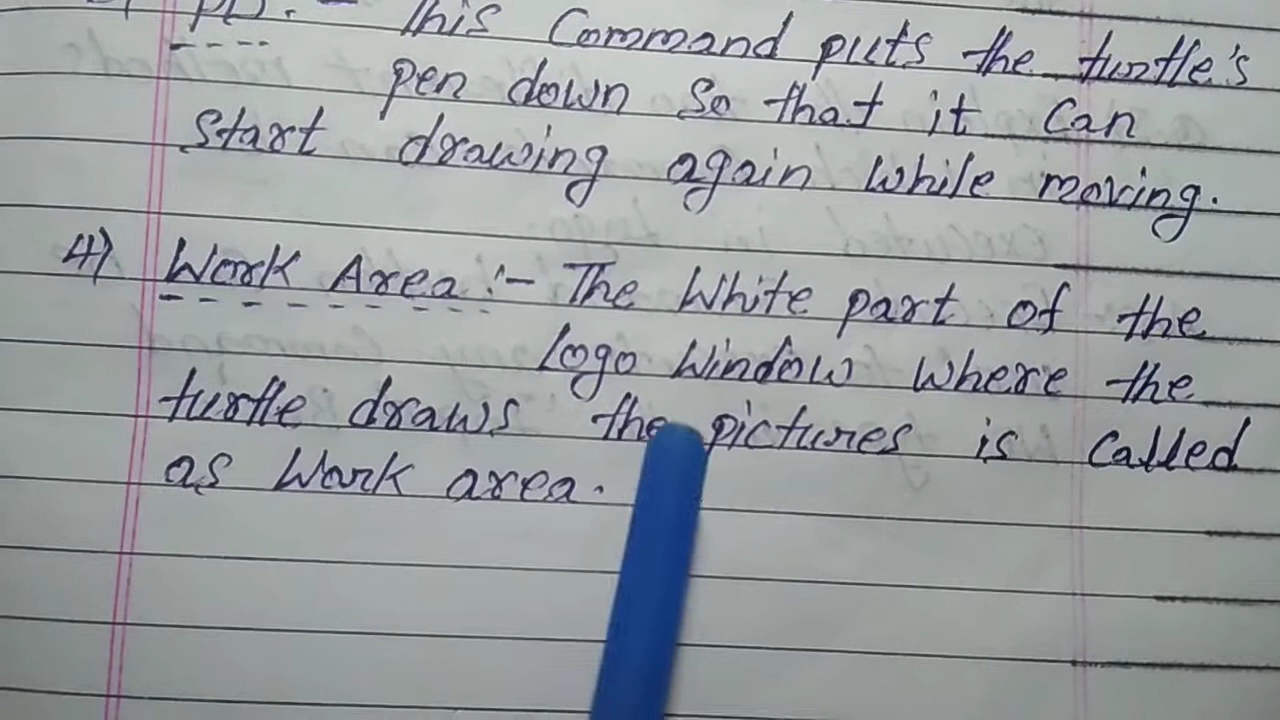 PD :- This Command puts the turtle's
pen down so that it can
start drawing again while moving.
4) Work Area :- The White part of the
logo Window where the
turtle draws the pictures is called
as Work area.